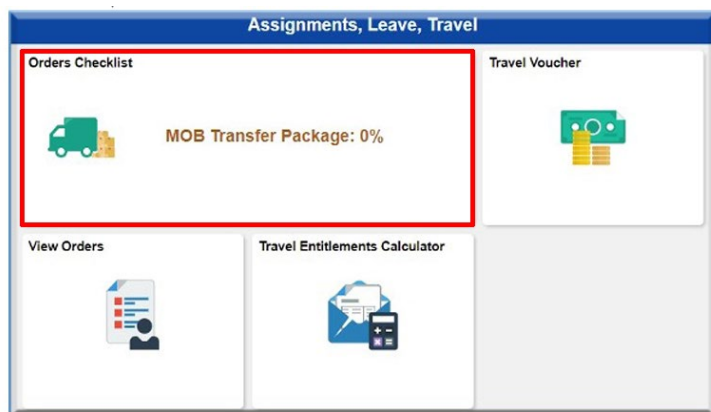 Assignments, Leave, Travel
Orders Checklist
MOB Transfer Package: 0%
Travel Voucher
View Orders
Travel Entitlements Calculator